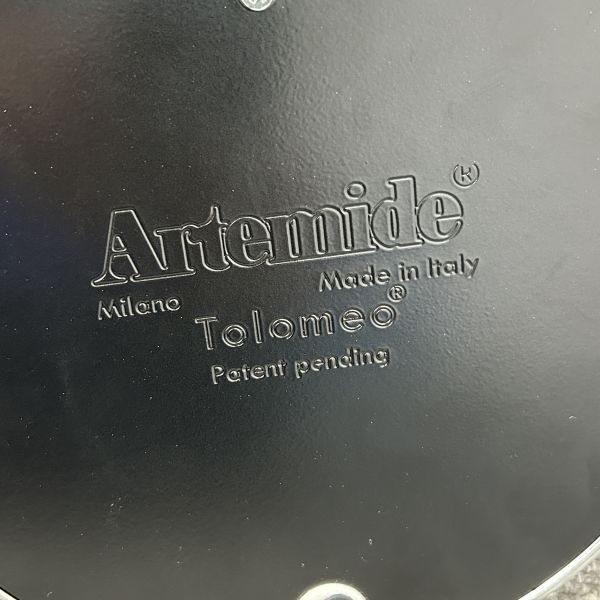 Artemide®
Milano Made in Italy
Tolomeo®
Patent pending